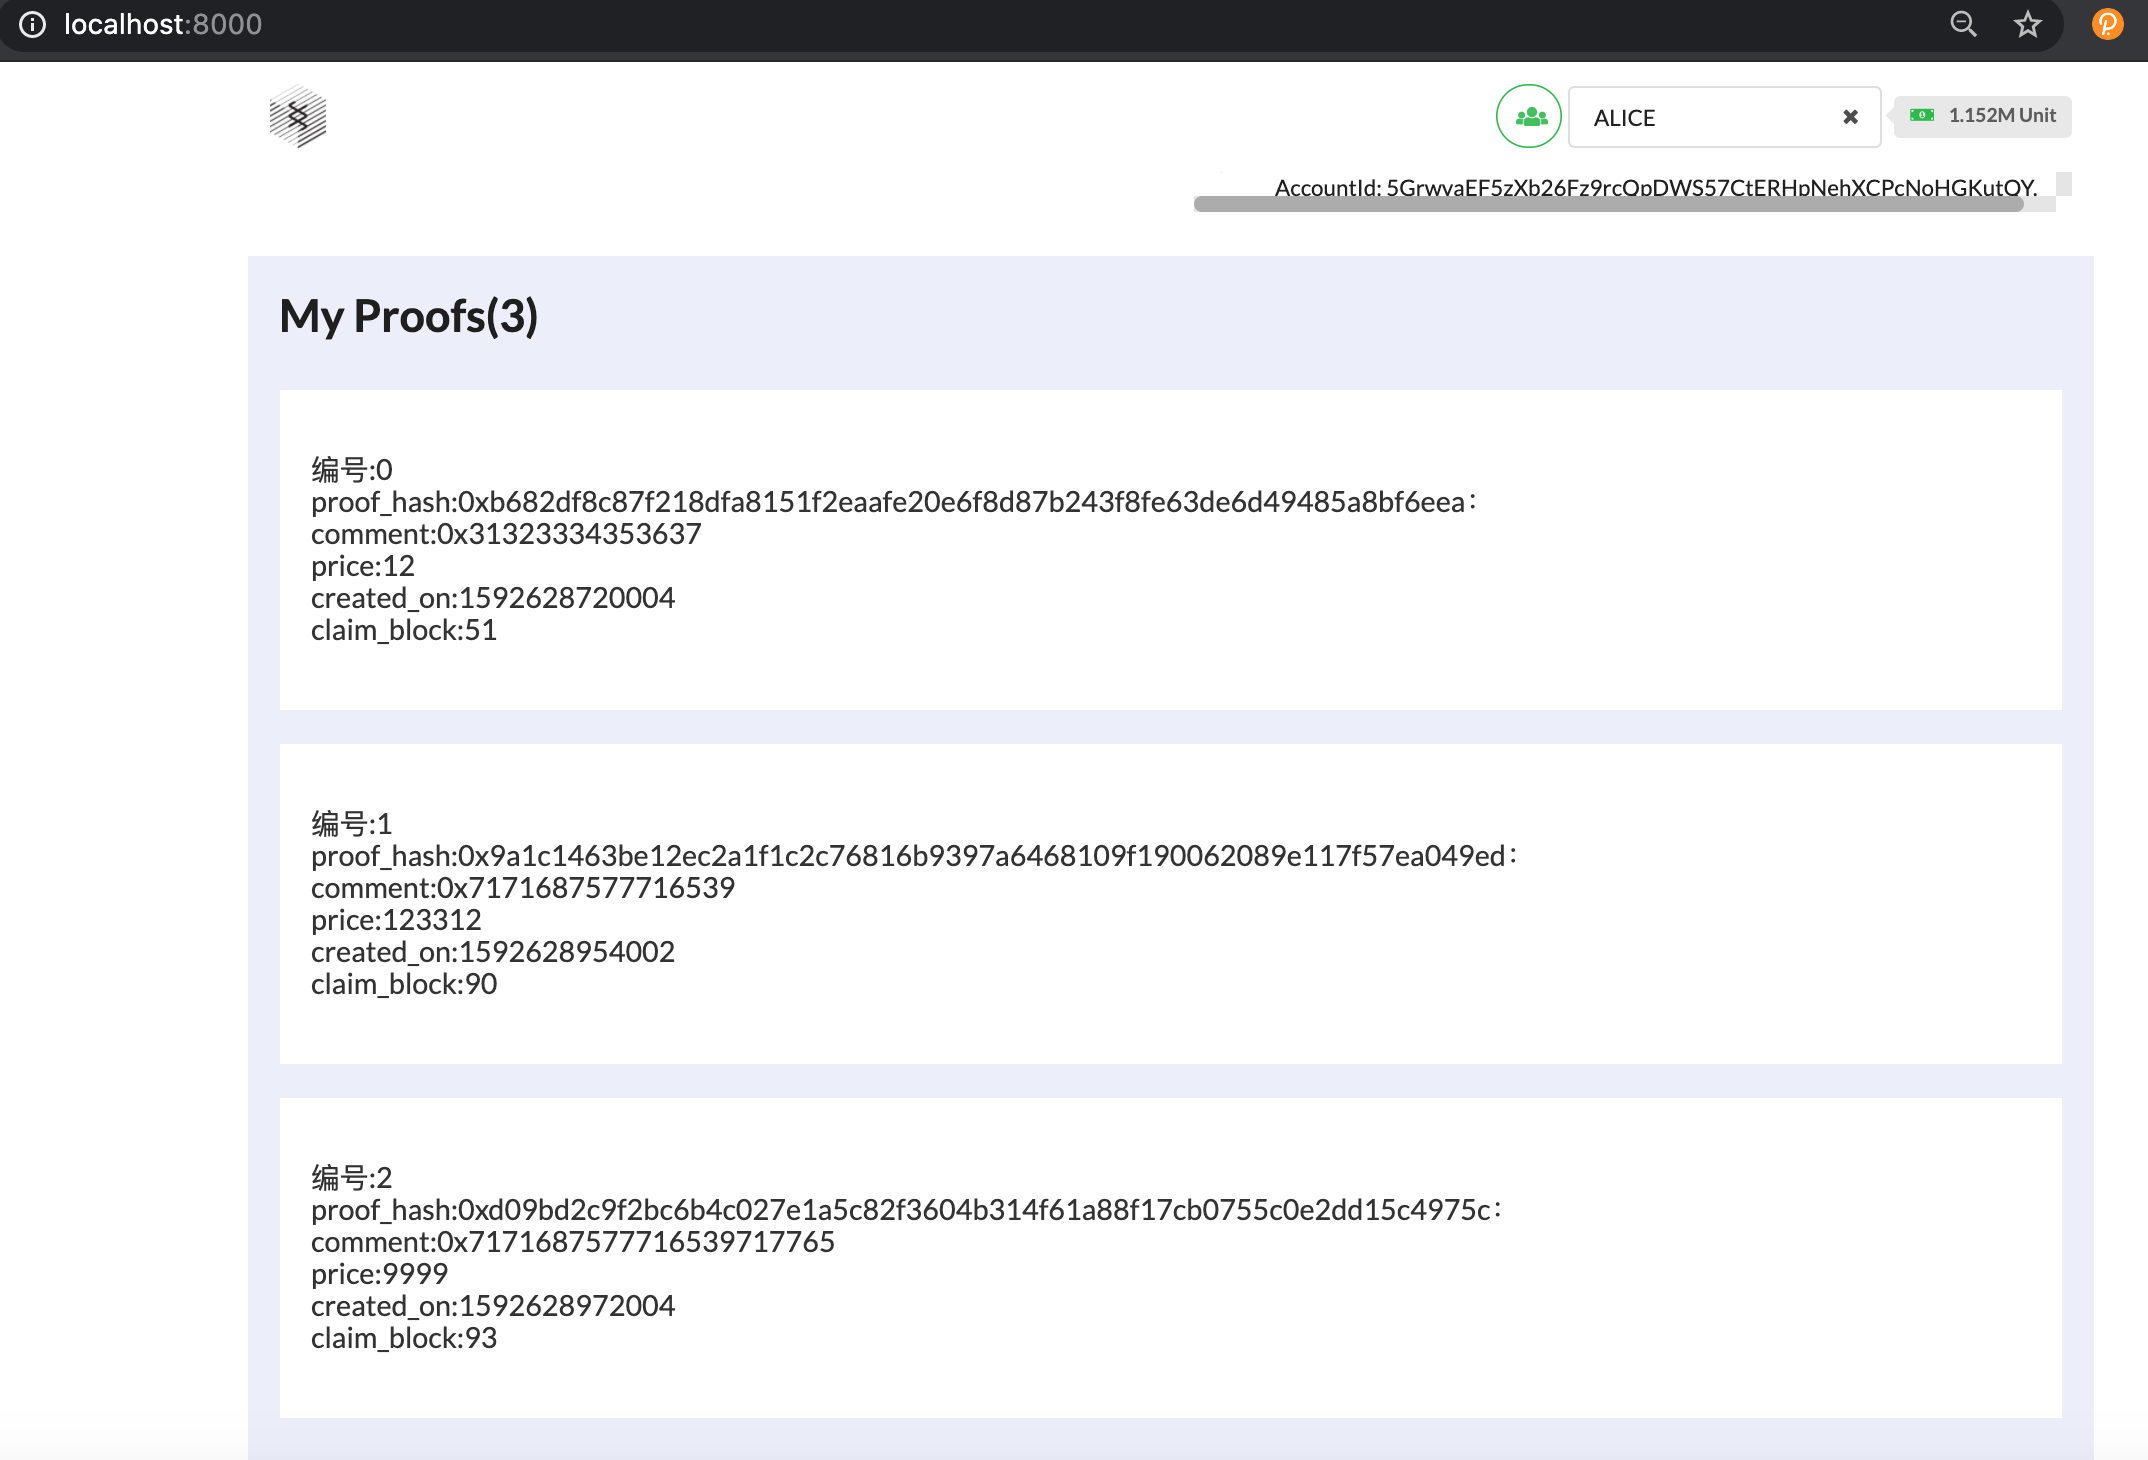 localhost:8000
ALICE
1.152M Unit
AccountId: 5GrwvaEF5zXb26Fz9rcQpDWS57CtERHpNehXCPcNoHGKutQY.
My Proofs(3)
编号:0
proof_hash:0xb682df8c87f218dfa8151f2eaafe20e6f8d87b243f8fe63de6d49485a8bf6eea：
comment:0x31323334353637
price:12
created_on:1592628720004
claim_block:51
编号:1
proof_hash:0x9a1c1463be12ec2a1f1c2c76816b9397a6468109f190062089e117f57ea049ed：
comment:0x7171687577716539
price:123312
created_on:1592628954002
claim_block:90
编号:2
proof_hash:0xd09bd2c9f2bc6b4c027e1a5c82f3604b314f61a88f17cb0755c0e2dd15c4975c：
comment:0x7171687577716539717765
price:9999
created_on:1592628972004
claim_block:93